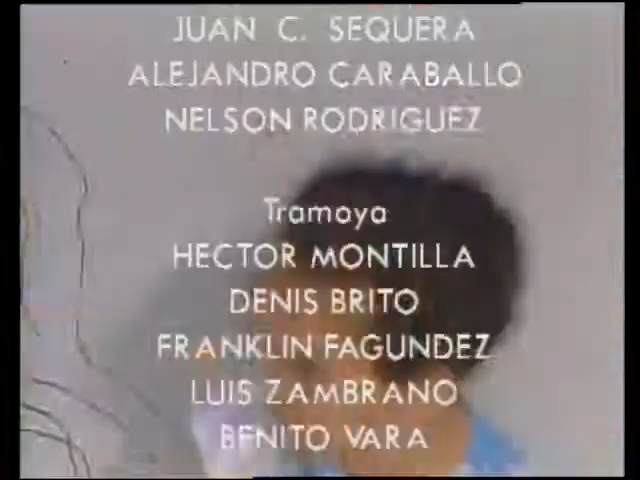 JUAN C. SEQUERA
ALEJANDRO CARABALLO
NELSON RODRIGUEZ
Tramoya
HECTOR MONTILLA
DENIS BRITO
FRANKLIN FAGUNDEZ
LUIS ZAMBRANO
BENITO VARA